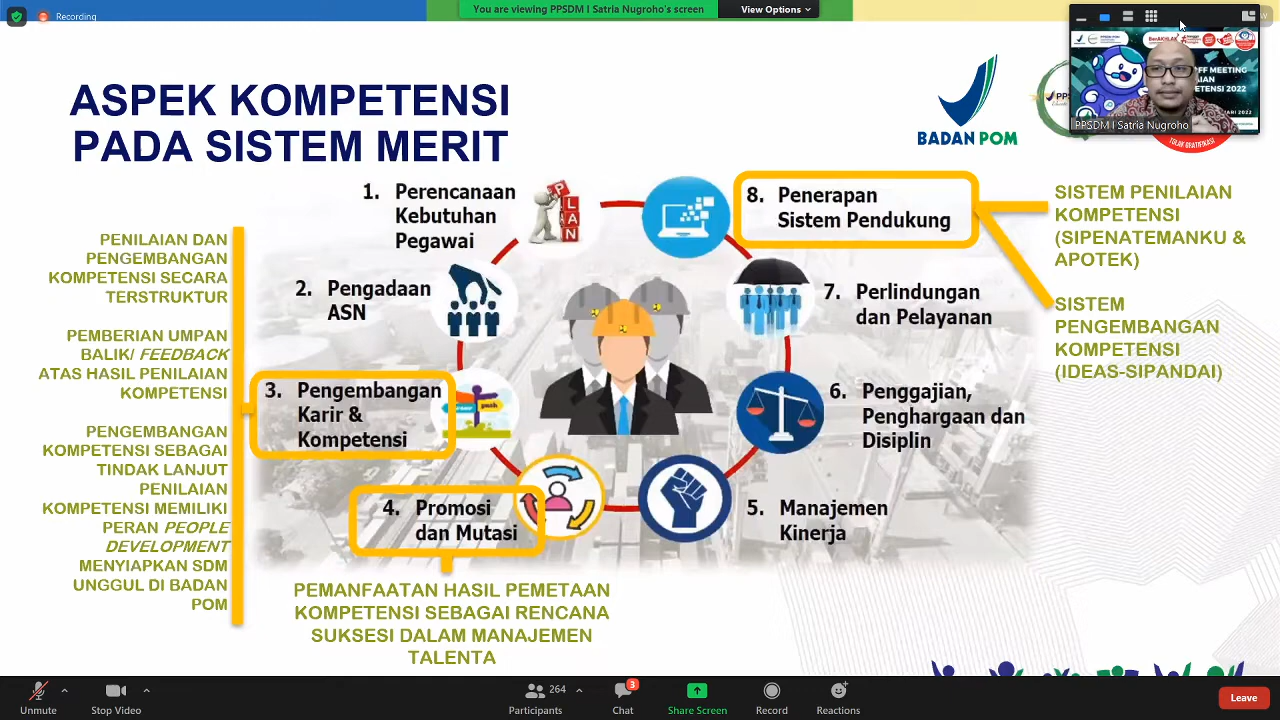 Recording
You are viewing PPSDM I Satria Nugroho's screen
View Options
ASPEK KOMPETENSI
PADA SISTEM MERIT
BADAN POM
PPSDM I Satria Nugroho
TOLAK GRATIFIKASI
1. Perencanaan
Kebutuhan
Pegawai
PLAN
2. Pengadaan
ASN
3. Pengembangan
Karir &
Kompetensi
4. Promosi
dan Mutasi
5. Manajemen
Kinerja
6. Penggajian,
Penghargaan dan
Disiplin
7. Perlindungan
dan Pelayanan
8. Penerapan
Sistem Pendukung
PENILAIAN DAN
PENGEMBANGAN
KOMPETENSI SECARA
TERSTRUKTUR
PEMBERIAN UMPAN
BALIK/ FEEDBACK
ATAS HASIL PENILAIAN
KOMPETENSI
PENGEMBANGAN
KOMPETENSI SEBAGAI
TINDAK LANJUT
PENILAIAN
KOMPETENSI MEMILIKI
PERAN PEOPLE
DEVELOPMENT
MENYIAPKAN SDM
UNGGUL DI BADAN
POM
PEMANFAATAN HASIL PEMETAAN
KOMPETENSI SEBAGAI RENCANA
SUKSESI DALAM MANAJEMEN
TALENTA
SISTEM PENILAIAN
KOMPETENSI
(SIPENATEMANKU &
APOTEK)
SISTEM
PENGEMBANGAN
KOMPETENSI
(IDEAS-SIPANDAI)
Unmute
Stop Video
264
Participants
3
Chat
Share Screen
Record
Reactions
Leave